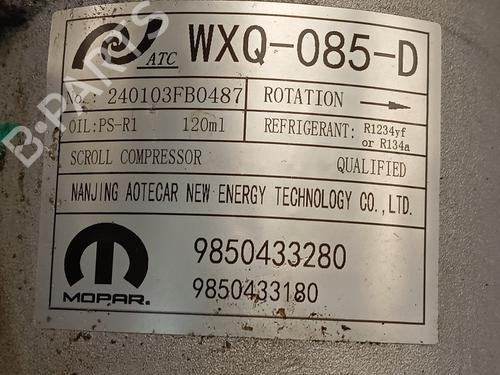 ATC WXQ-085-D
No.: 240103FB0487 ROTATION
OIL:PS-R1 120ml REFRIGERANT: R1234yf or R134a
SCROLL COMPRESSOR QUALIFIED
NANJING AOTECAR NEW ENERGY TECHNOLOGY CO.,LTD.
9850433280
MOPAR. 9850433180
B-PARTS